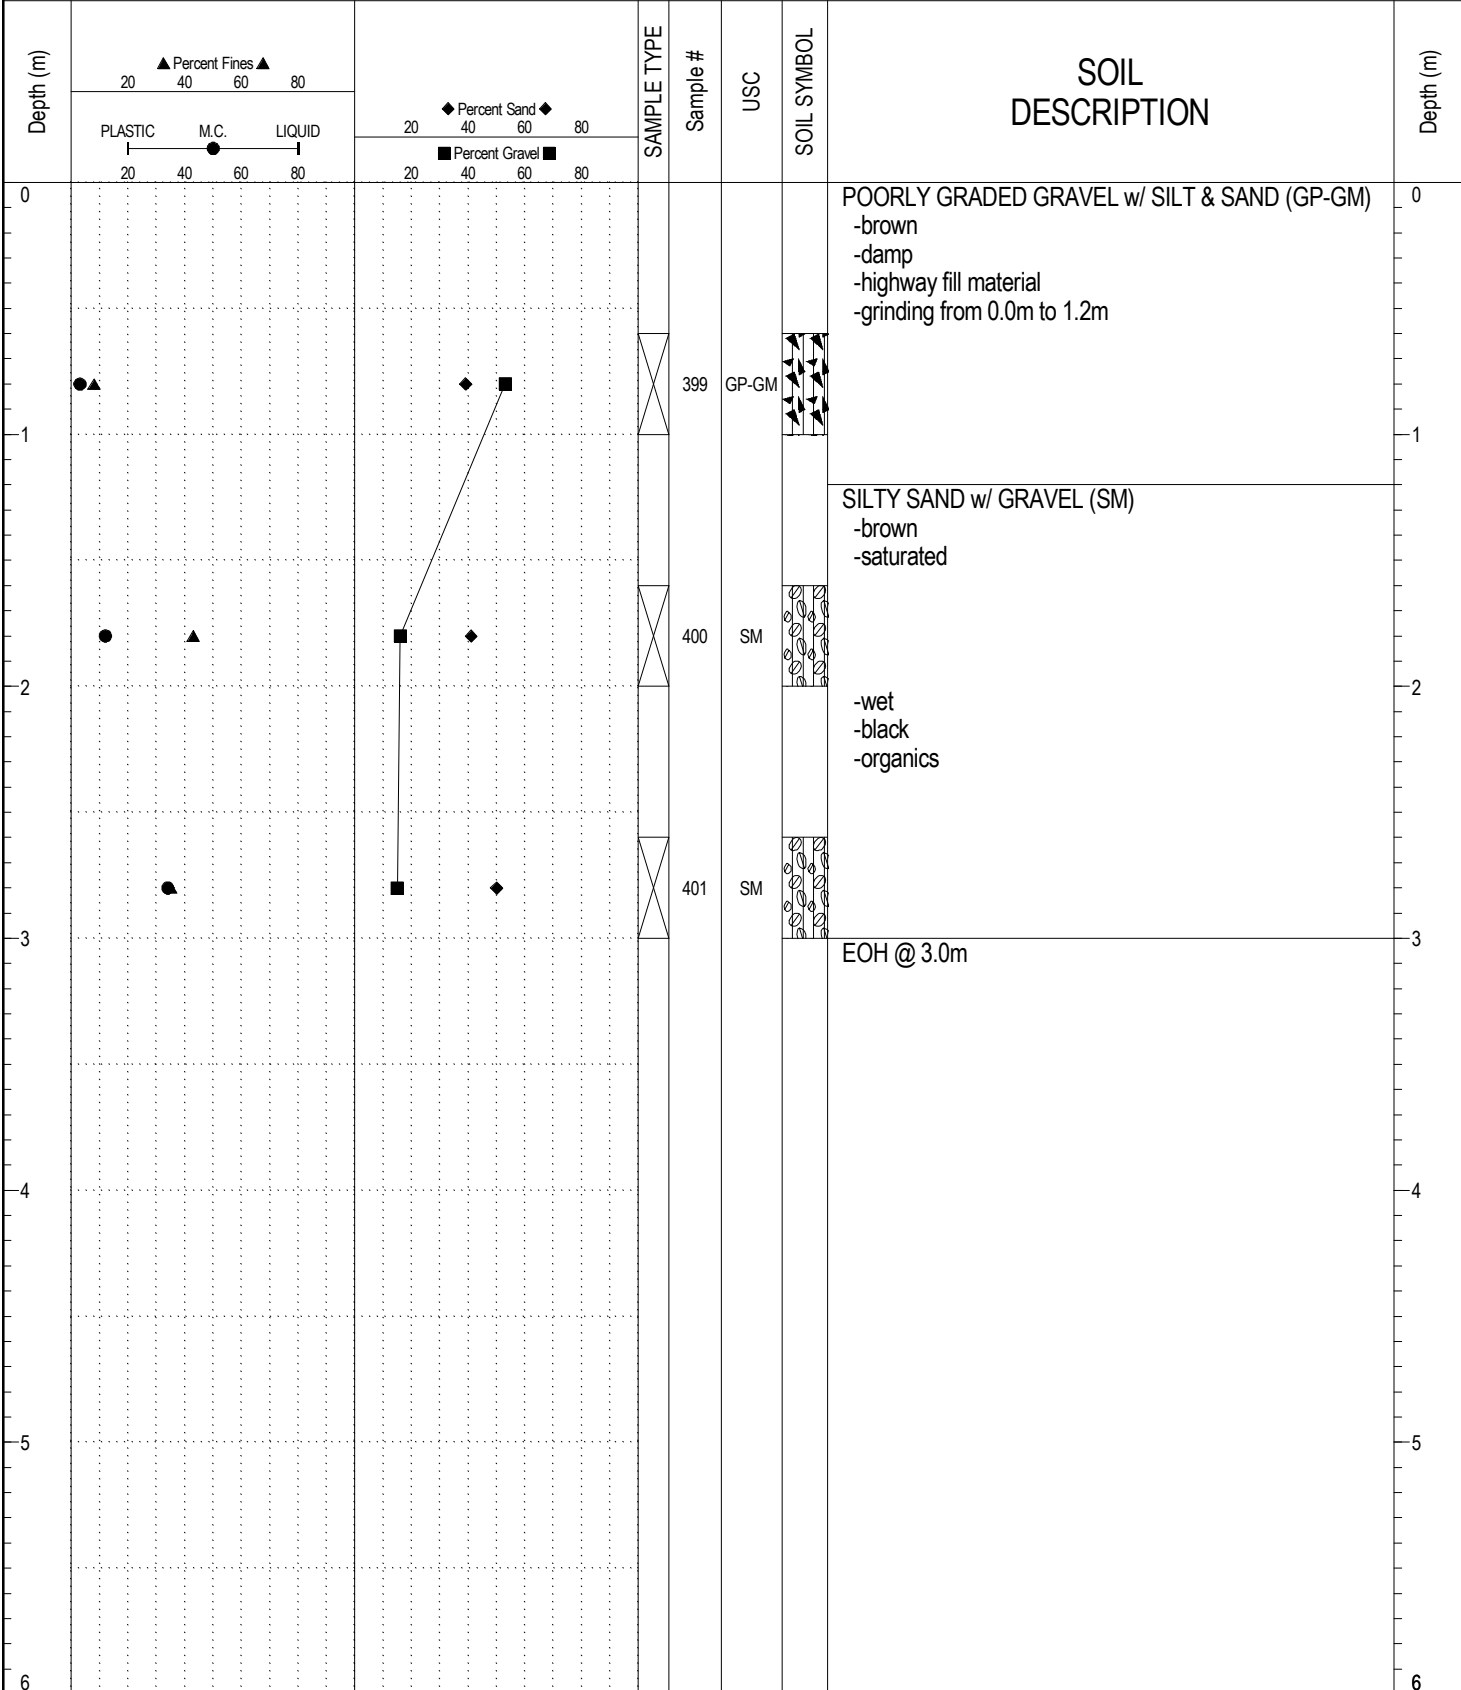 Depth (m)
▲ Percent Fines ▲
20 40 60 80
PLASTIC M.C. LIQUID
20 40 60 80
◆ Percent Sand ◆
20 40 60 80
■ Percent Gravel ■
20 40 60 80
SAMPLE TYPE
Sample #
USC
SOIL SYMBOL
SOIL
DESCRIPTION
Depth (m)
0 0
POORLY GRADED GRAVEL w/ SILT & SAND (GP-GM)
-brown
-damp
-highway fill material
-grinding from 0.0m to 1.2m
399 GP-GM
1 1
SILTY SAND w/ GRAVEL (SM)
-brown
-saturated
400 SM
2 2
-wet
-black
-organics
401 SM
3 3
EOH @ 3.0m
4 4
5 5
6 6